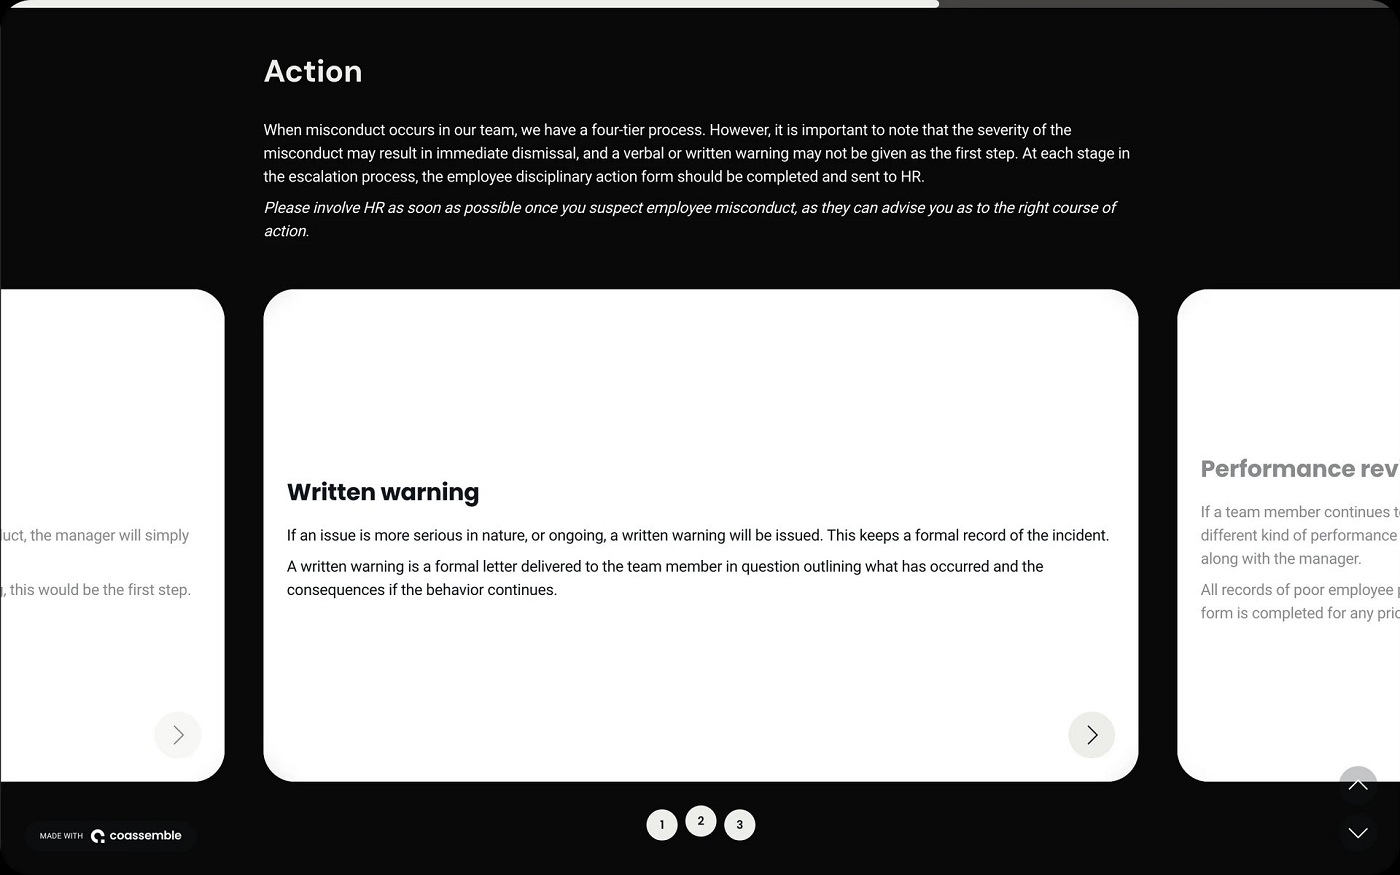 Action
When misconduct occurs in our team, we have a four-tier process. However, it is important to note that the severity of the
misconduct may result in immediate dismissal, and a verbal or written warning may not be given as the first step. At each stage in
the escalation process, the employee disciplinary action form should be completed and sent to HR.
Please involve HR as soon as possible once you suspect employee misconduct, as they can advise you as to the right course of
action.
the manager will simply
this would be the first step.
Written warning
If an issue is more serious in nature, or ongoing, a written warning will be issued. This keeps a formal record of the incident.
A written warning is a formal letter delivered to the team member in question outlining what has occurred and the
consequences if the behavior continues.
Performance rev
If a team member continues t
different kind of performance
along with the manager.
All records of poor employee
form is completed for any
1 2 3
MADE WITH coassemble